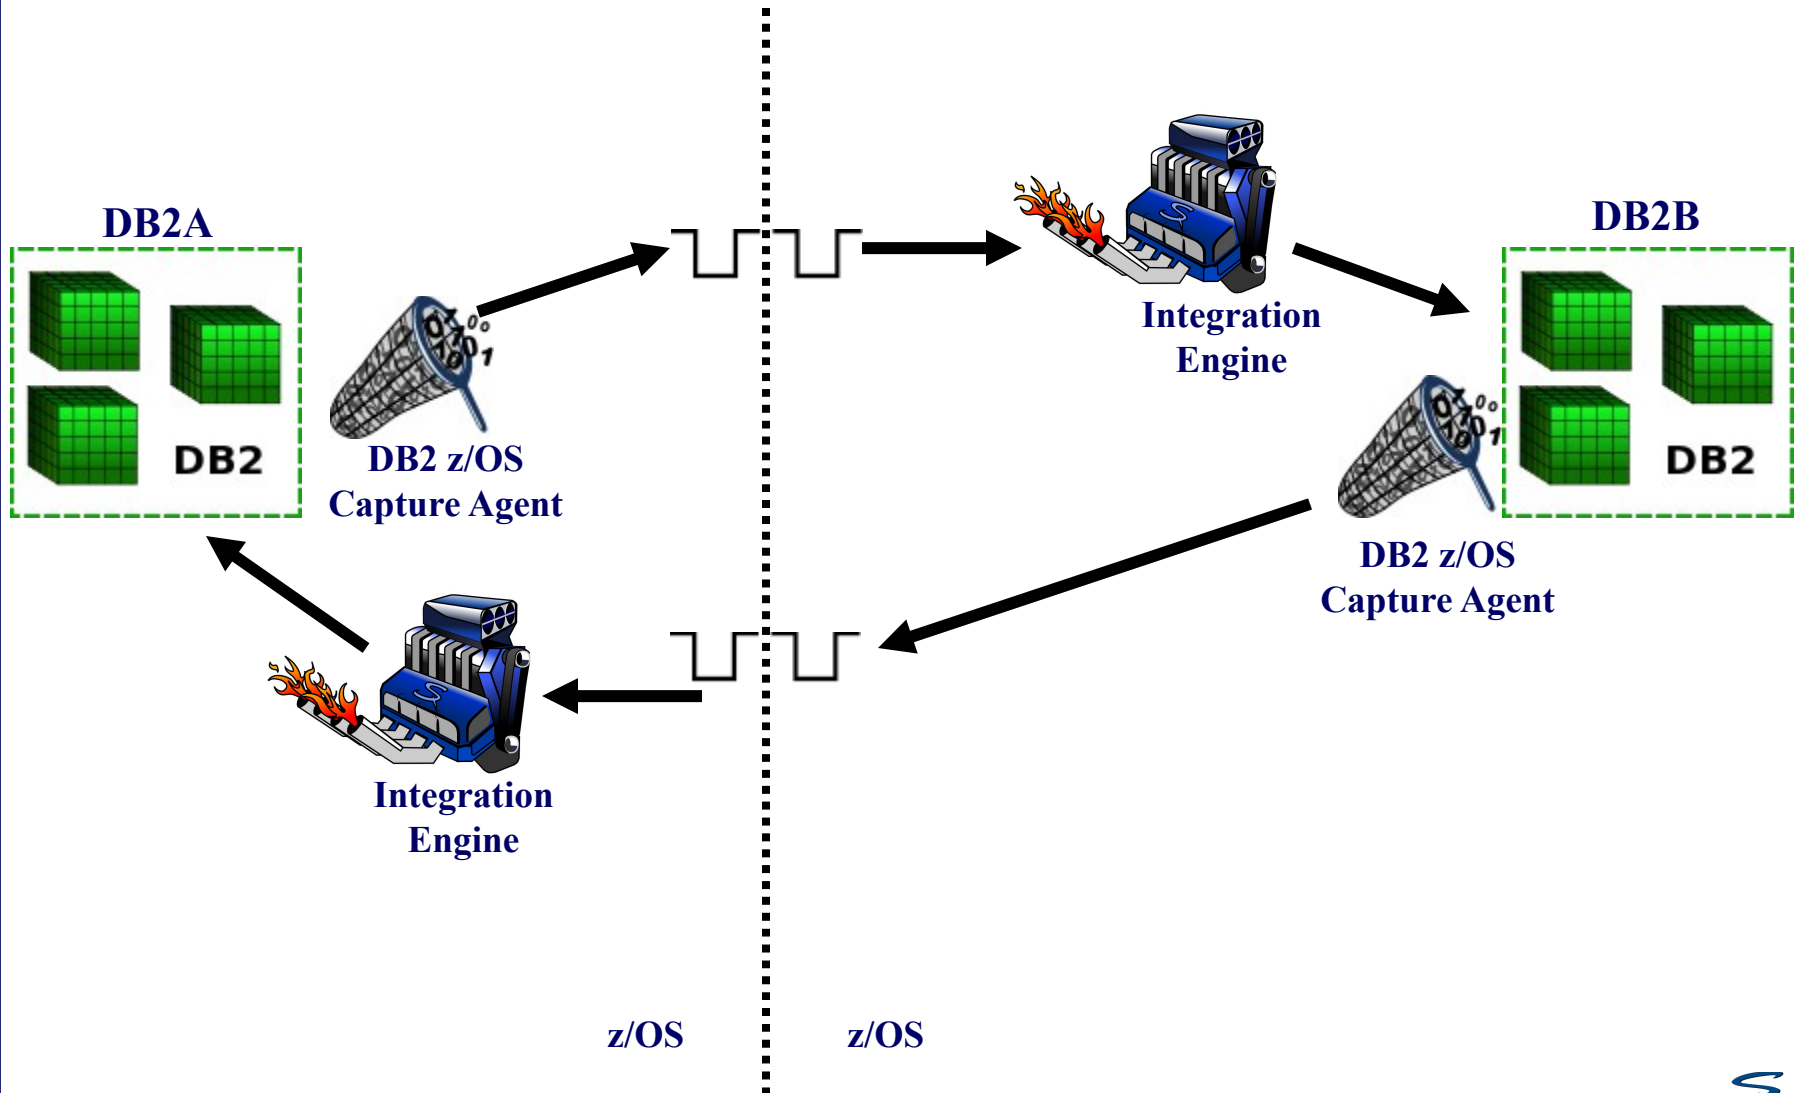 DB2A
DB2B
Integration
Engine
DB2
DB2 z/OS
Capture Agent
DB2
DB2 z/OS
Capture Agent
Integration
Engine
z/OS
z/OS